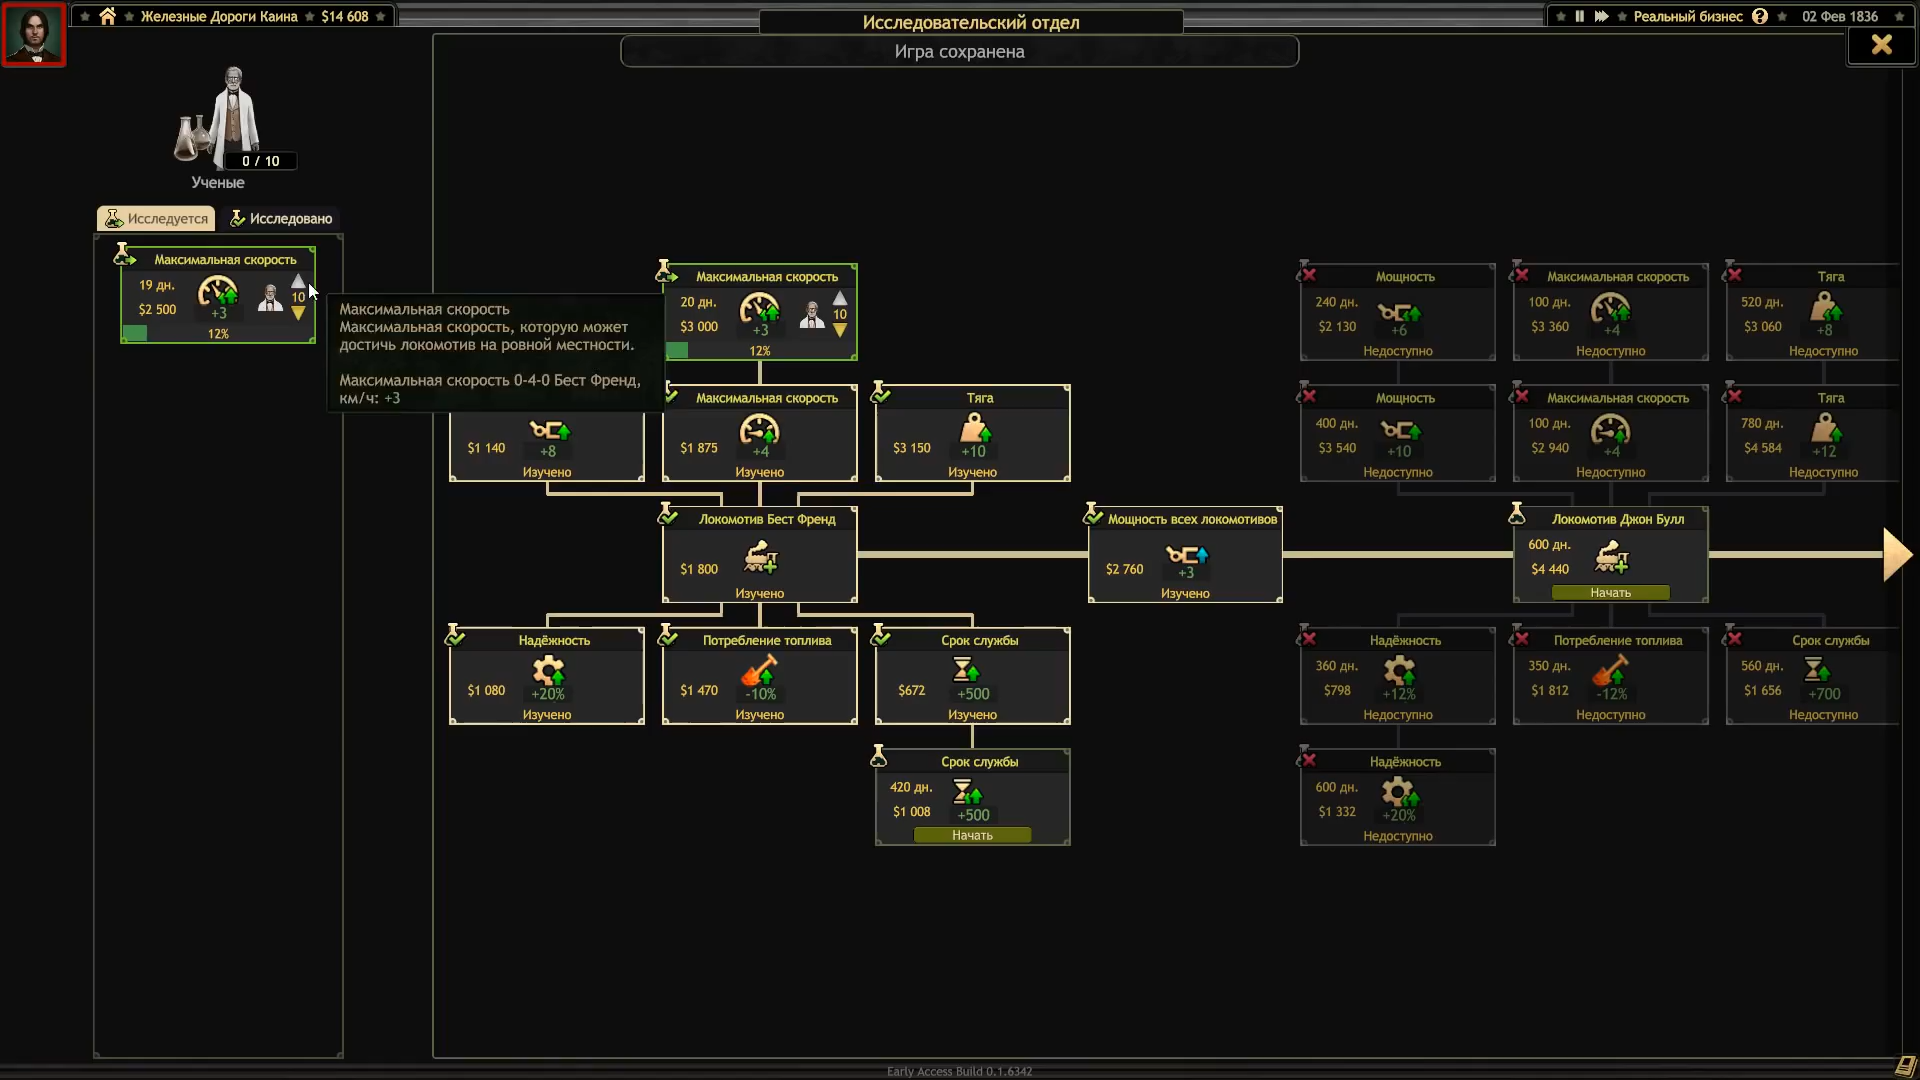 Железные Дороги Каина
$14 608
Исследовательский отдел
Реальный бизнес
?
02 Фев 1836
Игра сохранена
0 / 10
Ученые
Исследуется
Исследовано
Максимальная скорость
19 дн.
$2 500
+3
10
12%
Максимальная скорость
Максимальная скорость, которую может
достичь локомотив на ровной местности.
Максимальная скорость 0-4-0 Бест Френд,
км/ч: +3
Максимальная скорость
20 дн.
$3 000
+3
10
12%
Мощность
240 дн.
$2 130
+6
Недоступно
Максимальная скорость
100 дн.
$3 360
+4
Недоступно
Тяга
520 дн.
$3 060
+8
Недоступно
$1 140
+8
Изучено
Максимальная скорость
$1 875
+4
Изучено
Тяга
$3 150
+10
Изучено
Мощность
400 дн.
$3 540
+10
Недоступно
Максимальная скорость
100 дн.
$2 940
+4
Недоступно
Тяга
780 дн.
$4 584
+12
Недоступно
Локомотив Бест Френд
$1 800
Изучено
Мощность всех локомотивов
$2 760
+3
Изучено
Локомотив Джон Булл
600 дн.
$4 440
Начать
Надёжность
$1 080
+20%
Изучено
Потребление топлива
$1 470
-10%
Изучено
Срок службы
$672
+500
Изучено
Надёжность
360 дн.
$798
+12%
Недоступно
Потребление топлива
350 дн.
$1 812
-12%
Недоступно
Срок службы
560 дн.
$1 656
+700
Недоступно
Срок службы
420 дн.
$1 008
+500
Начать
Надёжность
600 дн.
$1 332
+20%
Недоступно
Early Access Build 0.1.6342